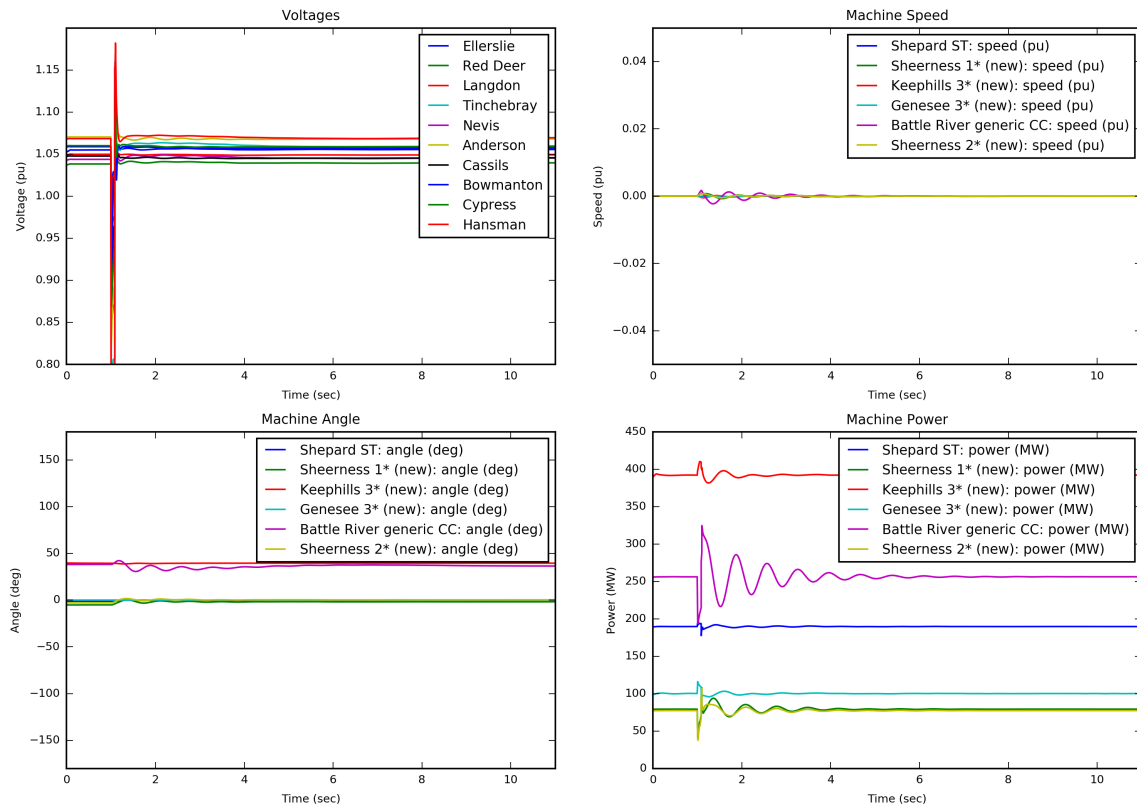 Voltages
Voltage (pu)
1.15
1.10
1.05
1.00
0.95
0.90
0.85
0.80
Ellerslie
Red Deer
Langdon
Tinchebray
Nevis
Anderson
Cassils
Bowmanton
Cypress
Hansman
0 2 4 6 8 10
Time (sec)
Machine Speed
Speed (pu)
0.04
0.02
0.00
−0.02
−0.04
Shepard ST: speed (pu)
Sheerness 1* (new): speed (pu)
Keephills 3* (new): speed (pu)
Genesee 3* (new): speed (pu)
Battle River generic CC: speed (pu)
Sheerness 2* (new): speed (pu)
0 2 4 6 8 10
Time (sec)
Machine Angle
Angle (deg)
150
100
50
0
−50
−100
−150
Shepard ST: angle (deg)
Sheerness 1* (new): angle (deg)
Keephills 3* (new): angle (deg)
Genesee 3* (new): angle (deg)
Battle River generic CC: angle (deg)
Sheerness 2* (new): angle (deg)
0 2 4 6 8 10
Time (sec)
Machine Power
Power (MW)
450
400
350
300
250
200
150
100
50
0
Shepard ST: power (MW)
Sheerness 1* (new): power (MW)
Keephills 3* (new): power (MW)
Genesee 3* (new): power (MW)
Battle River generic CC: power (MW)
Sheerness 2* (new): power (MW)
0 2 4 6 8 10
Time (sec)